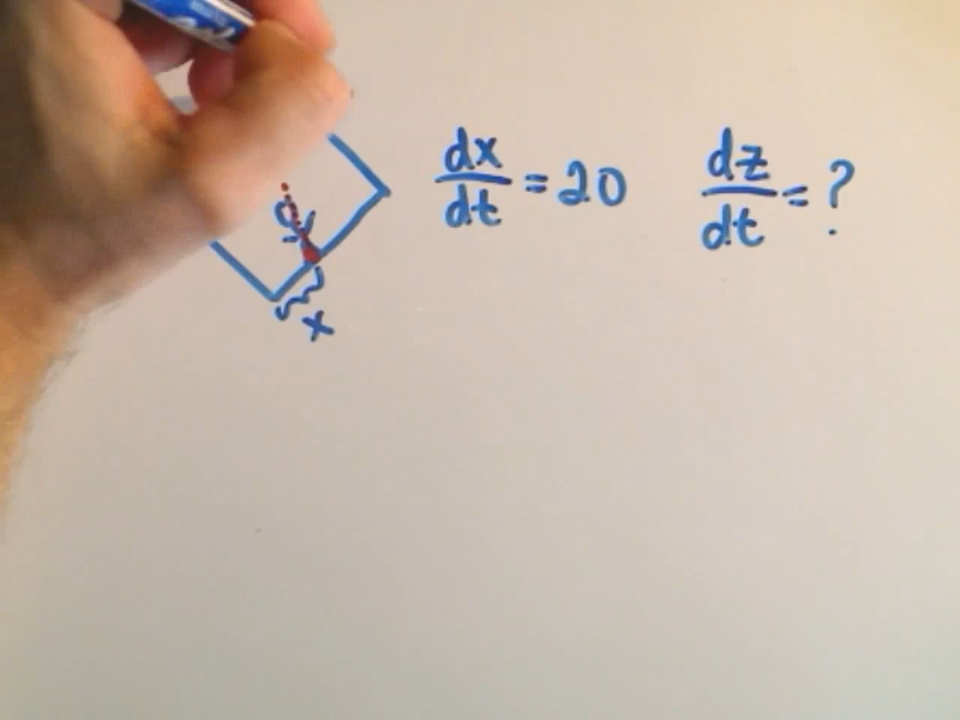 dx/dt = 20 dz/dt = ?
x